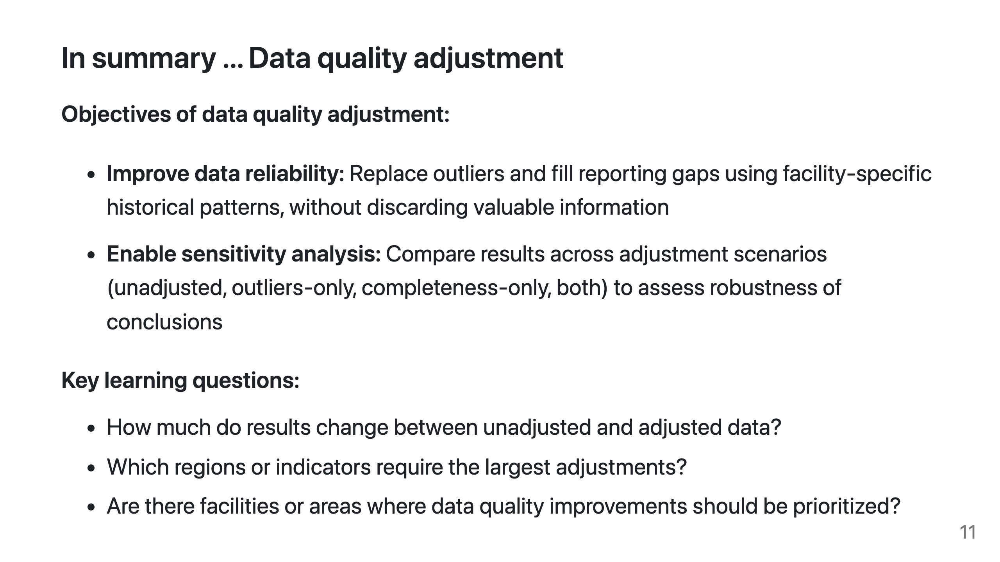 In summary ... Data quality adjustment
Objectives of data quality adjustment:
• Improve data reliability: Replace outliers and fill reporting gaps using facility-specific
historical patterns, without discarding valuable information
• Enable sensitivity analysis: Compare results across adjustment scenarios
(unadjusted, outliers-only, completeness-only, both) to assess robustness of
conclusions
Key learning questions:
• How much do results change between unadjusted and adjusted data?
• Which regions or indicators require the largest adjustments?
• Are there facilities or areas where data quality improvements should be prioritized?
11